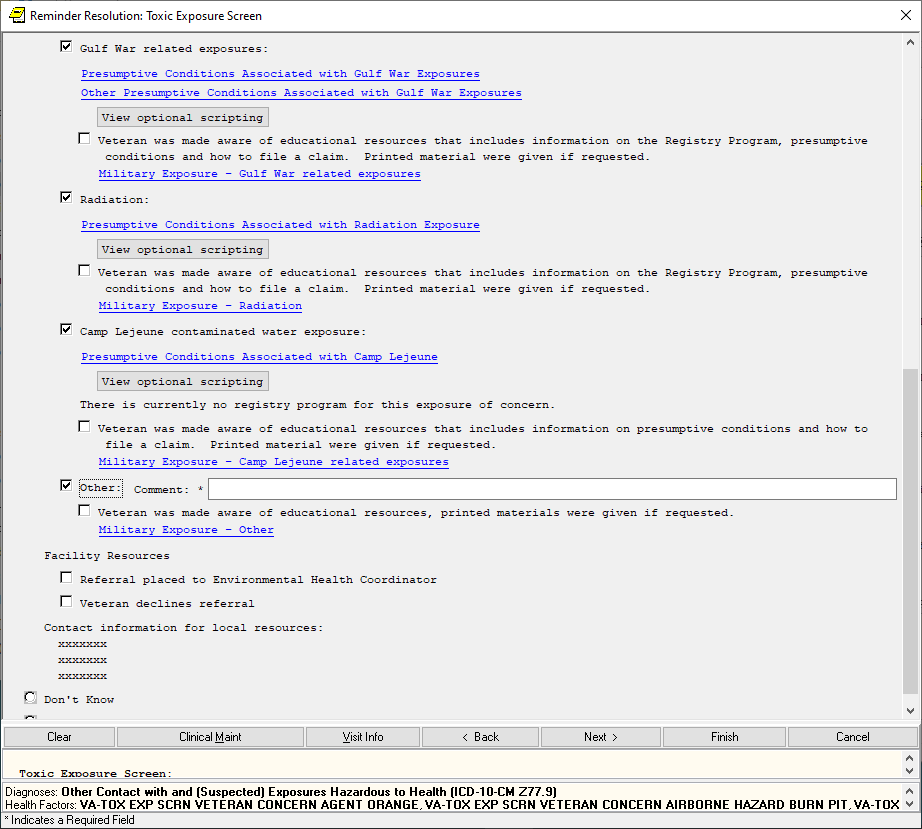 Reminder Resolution: Toxic Exposure Screen
Gulf War related exposures:
Presumptive Conditions Associated with Gulf War Exposures
Other Presumptive Conditions Associated with Gulf War Exposures
View optional scripting
Veteran was made aware of educational resources that includes information on the Registry Program, presumptive
conditions and how to file a claim. Printed material were given if requested.
Military Exposure - Gulf War related exposures
Radiation:
Presumptive Conditions Associated with Radiation Exposure
View optional scripting
Veteran was made aware of educational resources that includes information on the Registry Program, presumptive
conditions and how to file a claim. Printed material were given if requested.
Military Exposure - Radiation
Camp Lejeune contaminated water exposure:
Presumptive Conditions Associated with Camp Lejeune
View optional scripting
There is currently no registry program for this exposure of concern.
Veteran was made aware of educational resources that includes information on presumptive conditions and how to
file a claim. Printed material were given if requested.
Military Exposure - Camp Lejeune related exposures
Other: Comment: *
Veteran was made aware of educational resources, printed materials were given if requested.
Military Exposure - Other
Facility Resources
Referral placed to Environmental Health Coordinator
Veteran declines referral
Contact information for local resources:
xxxxxxx
xxxxxxx
xxxxxxx
Don't Know
Clear Clinical Maint Visit Info < Back Next > Finish Cancel
Toxic Exposure Screen:
Diagnoses: Other Contact with and (Suspected) Exposures Hazardous to Health (ICD-10-CM Z77.9)
Health Factors: VA-TOX EXP SCRN VETERAN CONCERN AGENT ORANGE, VA-TOX EXP SCRN VETERAN CONCERN AIRBORNE HAZARD BURN PIT, VA-TOX
* Indicates a Required Field